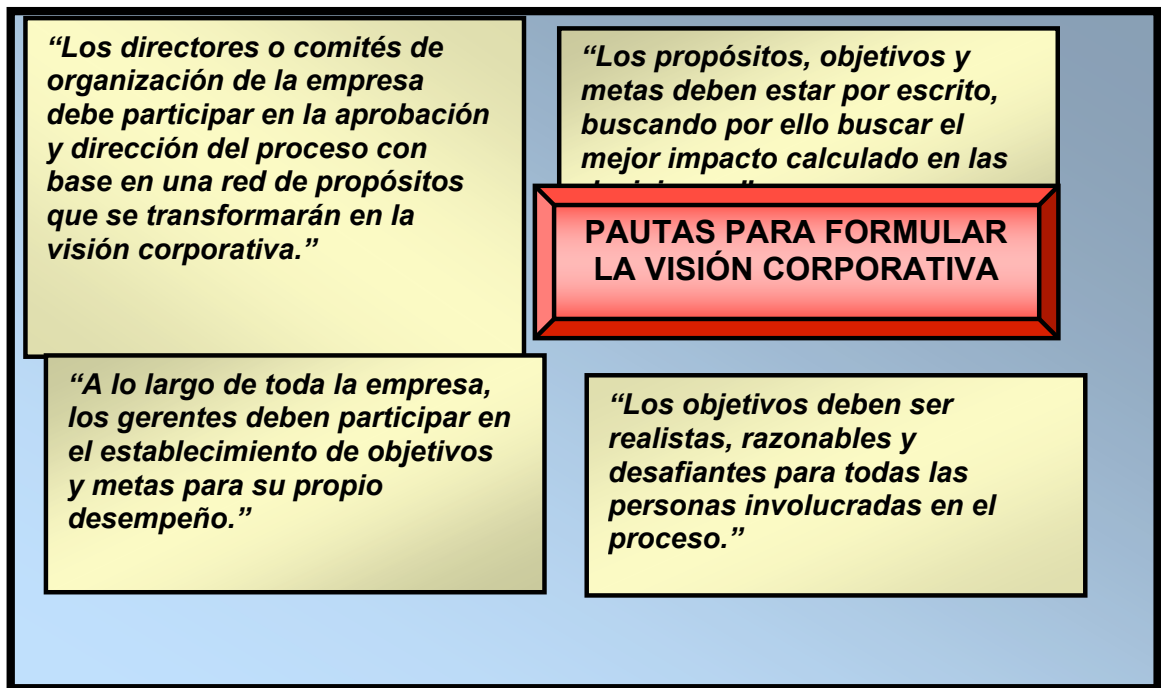 “Los directores o comités de
organización de la empresa
debe participar en la aprobación
y dirección del proceso con
base en una red de propósitos
que se transformarán en la
visión corporativa.”
“Los propósitos, objetivos y
metas deben estar por escrito,
buscando por ello buscar el
mejor impacto calculado en las
PAUTAS PARA FORMULAR
LA VISIÓN CORPORATIVA
“A lo largo de toda la empresa,
los gerentes deben participar en
el establecimiento de objetivos
y metas para su propio
desempeño.”
“Los objetivos deben ser
realistas, razonables y
desafiantes para todas las
personas involucradas en el
proceso.”